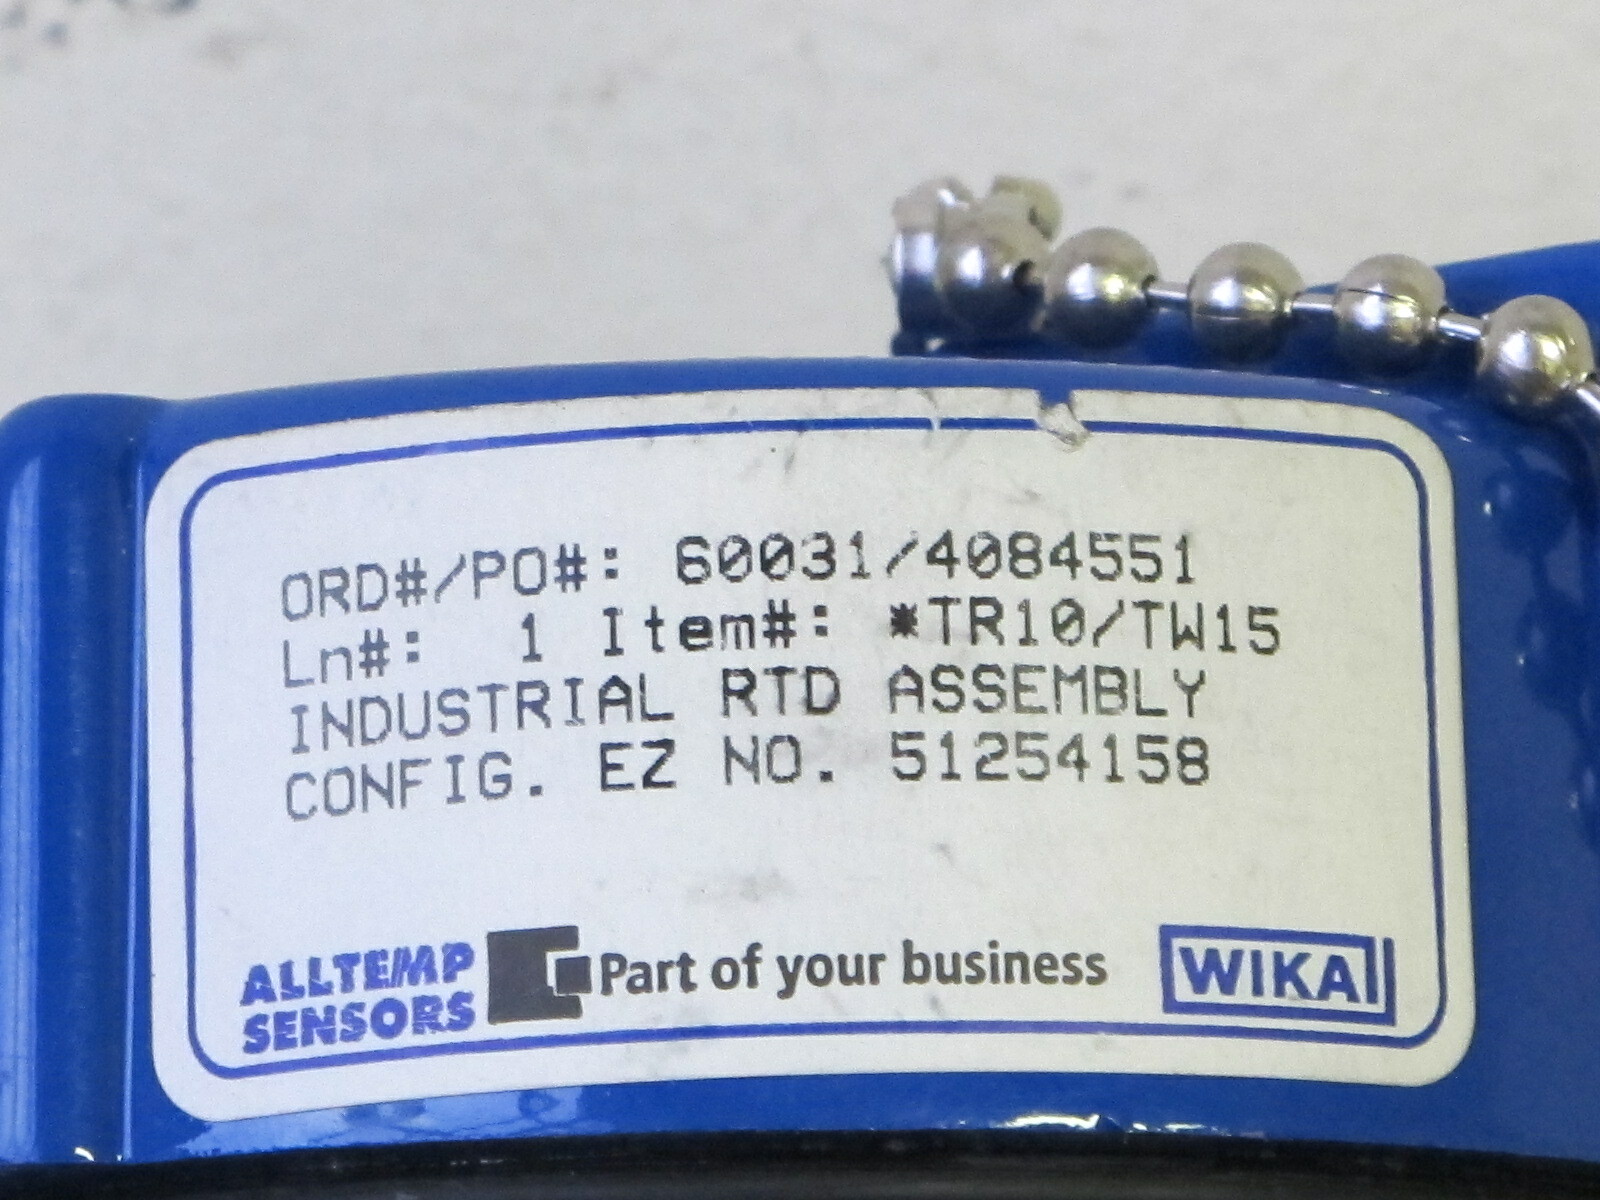 ORD#/PO#: 60031/4084551
Ln#: 1 Item#: *TR10/TW15
INDUSTRIAL RTD ASSEMBLY
CONFIG. EZ NO. 51254158
ALLTEMP
SENSORS
Part of your business
WIKA